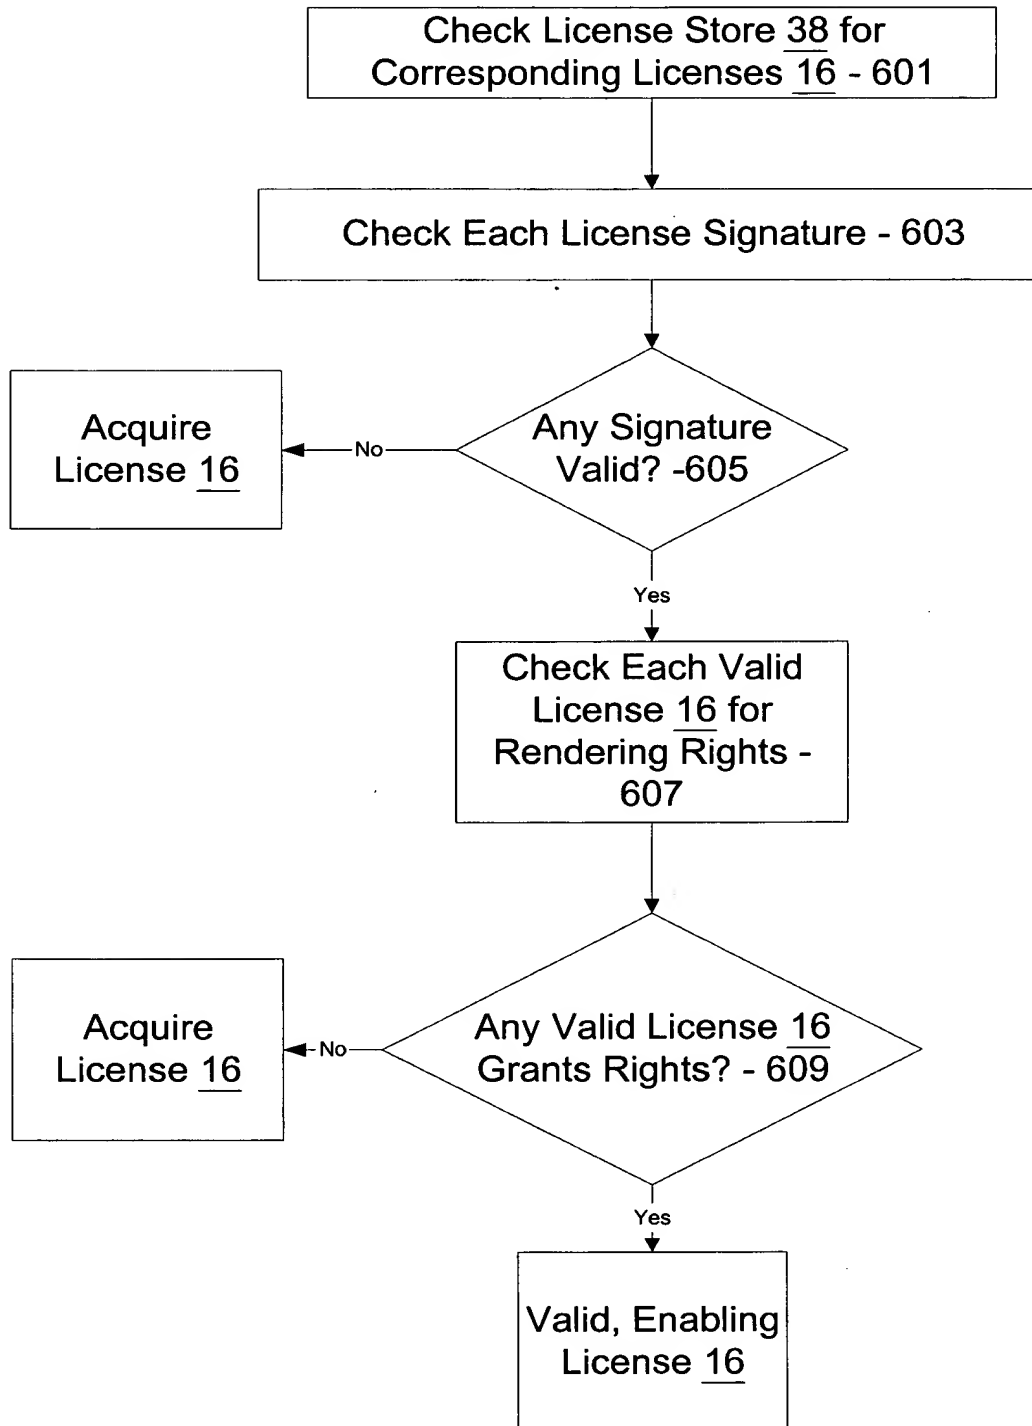 Check License Store 38 for
Corresponding Licenses 16 - 601
Check Each License Signature - 603
Any Signature
Valid? -605
No
Acquire
License 16
Yes
Check Each Valid
License 16 for
Rendering Rights -
607
Any Valid License 16
Grants Rights? - 609
No
Acquire
License 16
Yes
Valid, Enabling
License 16